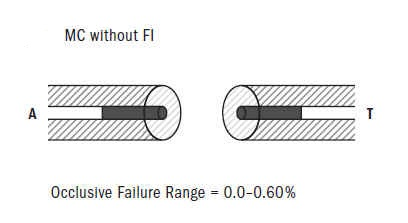 MC without FI
A T
Occlusive Failure Range = 0.0–0.60%